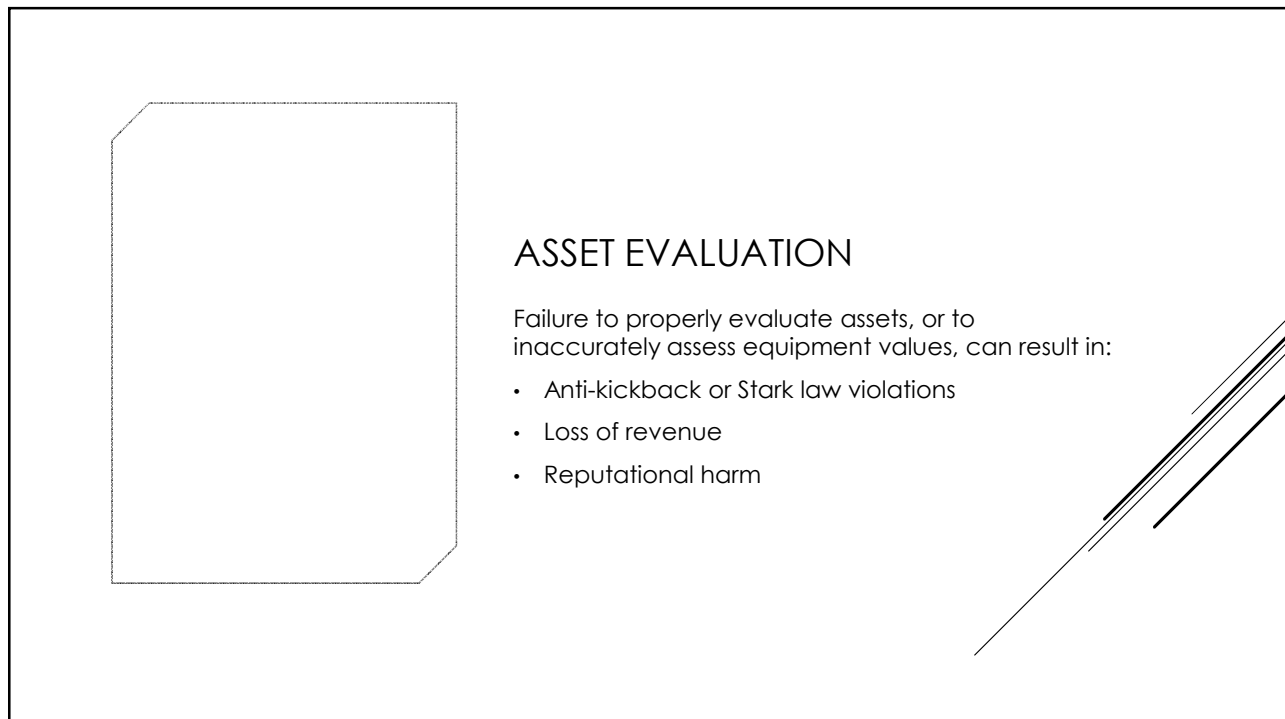 ASSET EVALUATION
Failure to properly evaluate assets, or to
inaccurately assess equipment values, can result in:
• Anti-kickback or Stark law violations
• Loss of revenue
• Reputational harm